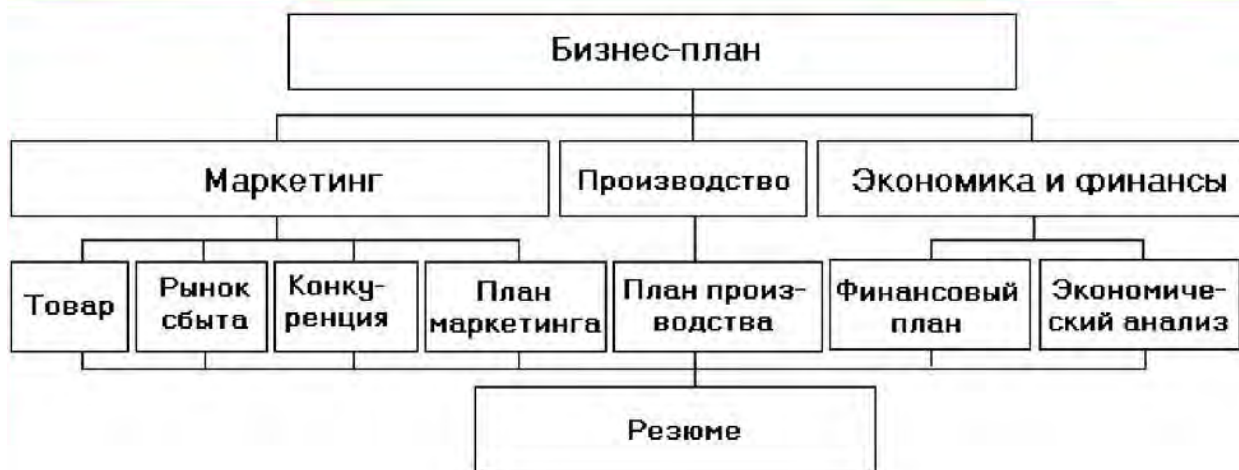 Бизнес-план
Маркетинг
Производство
Экономика и финансы
Товар
Рынок
сбыта
Конку-
ренция
План
маркетинга
План произ-
водства
Финансовый
план
Экономиче-
ский анализ
Резюме